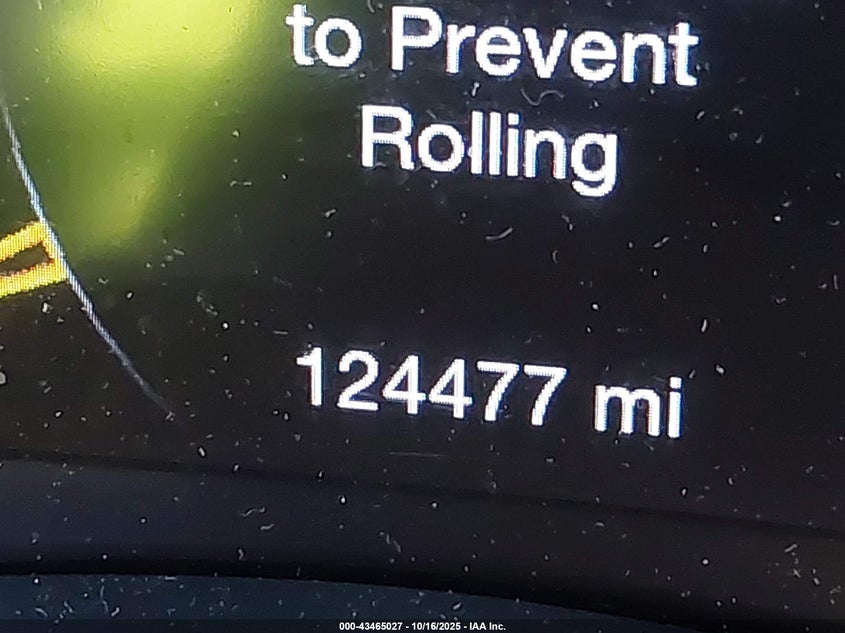 to Prevent
Rolling
124477 mi
000-43465027 - 10/16/2025 - IAA Inc.